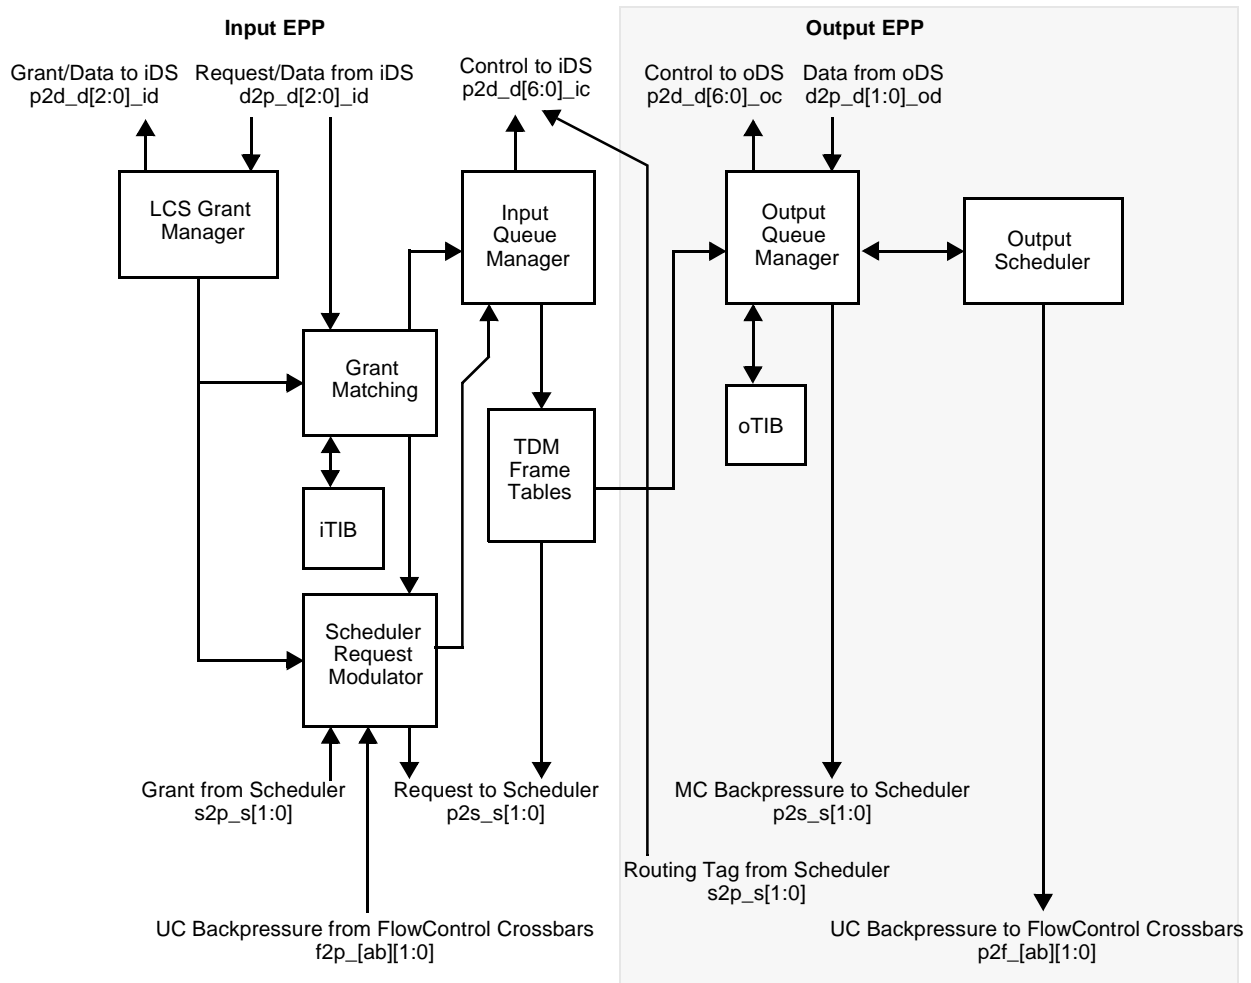 Input EPP
Output EPP
Grant/Data to iDS
p2d_d[2:0]_id
Request/Data from iDS
d2p_d[2:0]_id
Control to iDS
p2d_d[6:0]_ic
Control to oDS
p2d_d[6:0]_oc
Data from oDS
d2p_d[1:0]_od
LCS Grant
Manager
Input
Queue
Manager
Output
Queue
Manager
Output
Scheduler
Grant
Matching
iTIB
TDM
Frame
Tables
oTIB
Scheduler
Request
Modulator
Grant from Scheduler
s2p_s[1:0]
Request to Scheduler
p2s_s[1:0]
MC Backpressure to Scheduler
p2s_s[1:0]
Routing Tag from Scheduler
s2p_s[1:0]
UC Backpressure from FlowControl Crossbars
f2p_[ab][1:0]
UC Backpressure to FlowControl Crossbars
p2f_[ab][1:0]